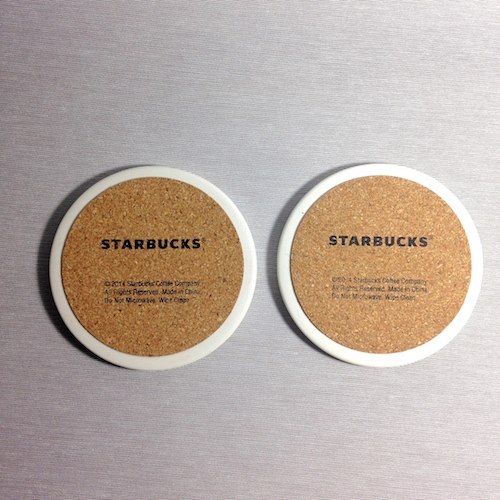 STARBUCKS®
© 2014 Starbucks Coffee Company
All Rights Reserved. Made in China
Do Not Microwave. Wipe Clean.
STARBUCKS®
© 2014 Starbucks Coffee Company
All Rights Reserved. Made in China
Do Not Microwave. Wipe Clean.